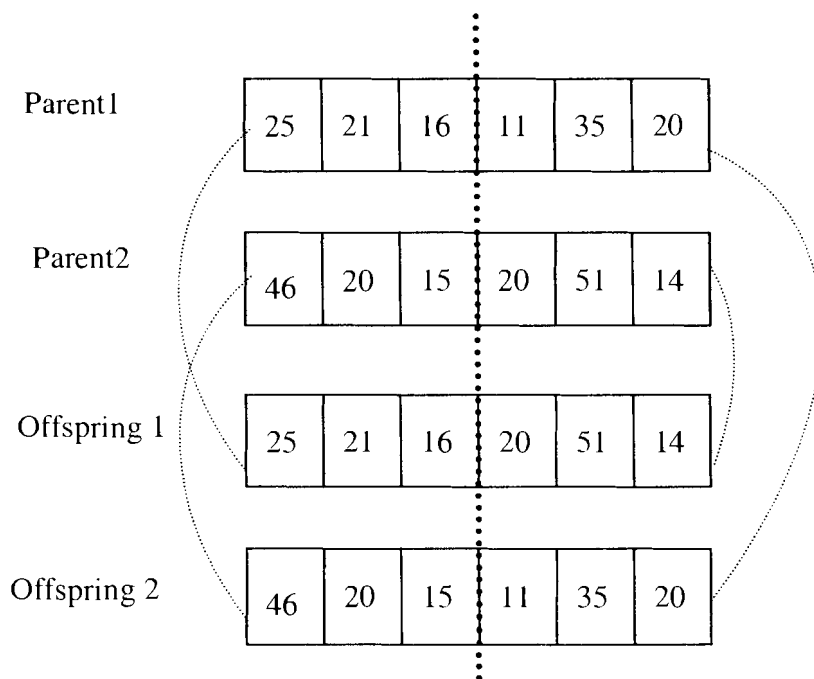 Parent1 25 21 16 11 35 20
Parent2 46 20 15 20 51 14
Offspring 1 25 21 16 20 51 14
Offspring 2 46 20 15 11 35 20